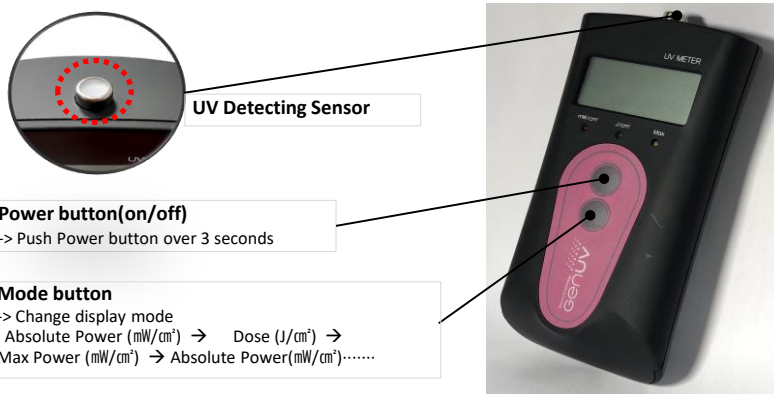 UV Detecting Sensor
Power button(on/off)
-> Push Power button over 3 seconds
Mode button
-> Change display mode
Absolute Power (㎽/㎠) → Dose (J/㎠) →
Max Power (㎽/㎠) → Absolute Power(㎽/㎠)·······
UV METER
mW/cm²
J/cm²
Max
GenUV
UV